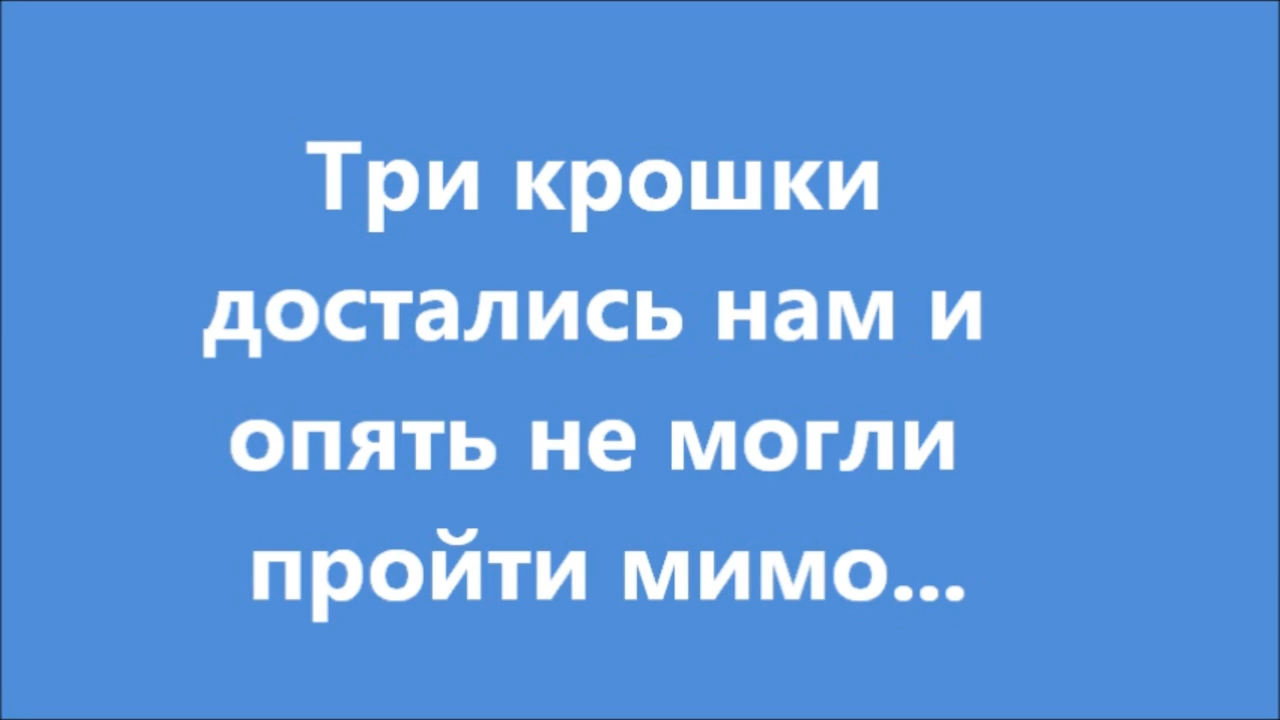 Три крошки
достались нам и
опять не могли
пройти мимо...